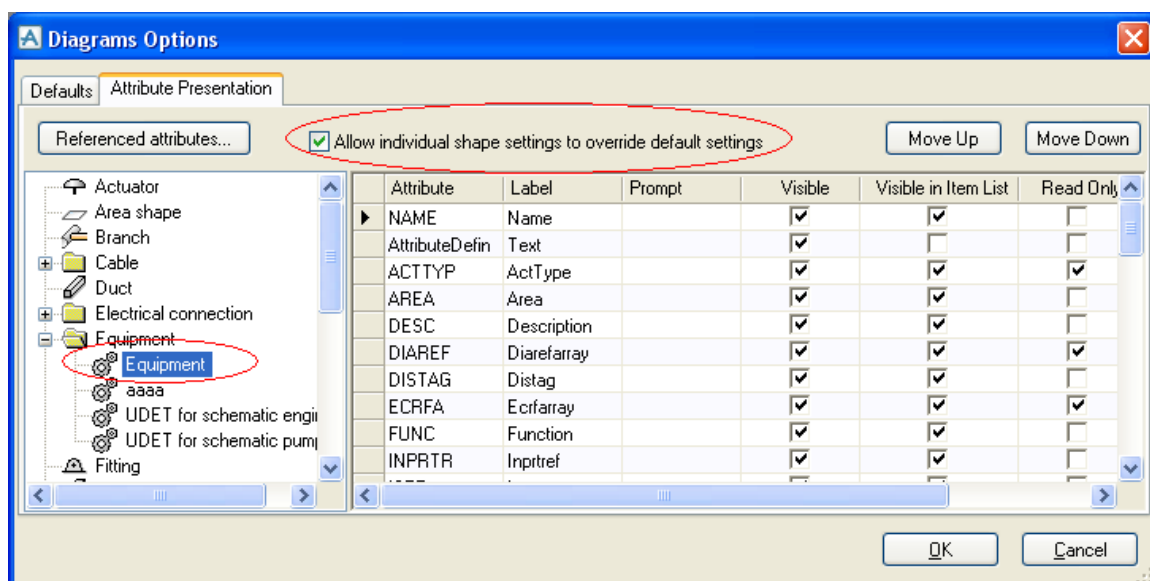 Diagrams Options
Defaults Attribute Presentation
Referenced attributes... Allow individual shape settings to override default settings Move Up Move Down
Actuator
Area shape
Branch
Cable
Duct
Electrical connection
Equipment
Equipment
aaaa
UDET for schematic engi
UDET for schematic pum
Fitting
Attribute Label Prompt Visible Visible in Item List Read Only
NAME Name
AttributeDefin Text
ACTTYP ActType
AREA Area
DESC Description
DIAREF Diarefarray
DISTAG Distag
ECRFA Ecrfarray
FUNC Function
INPRTR Inprtref
OK Cancel